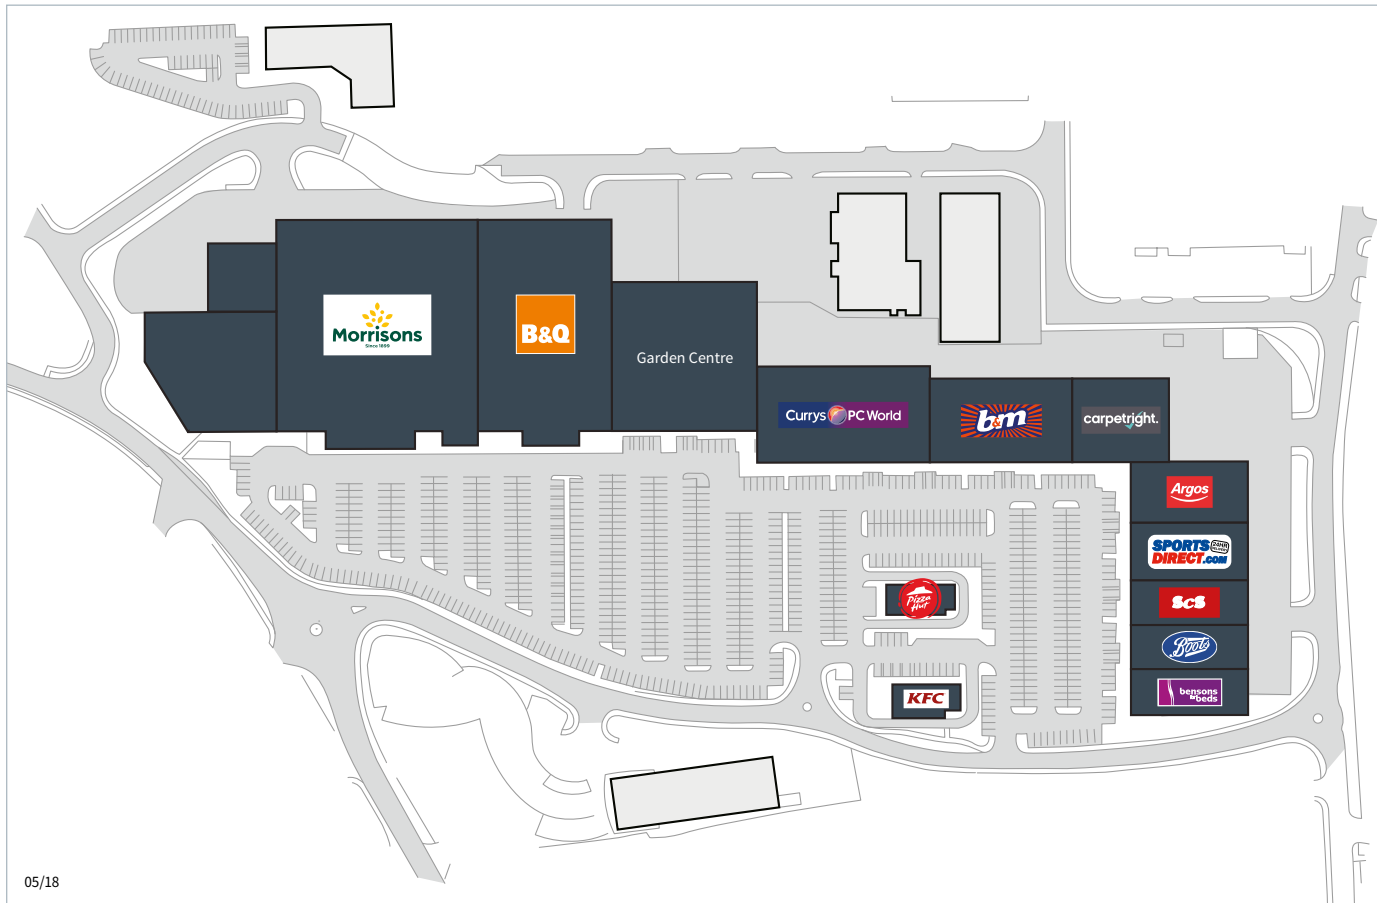 Morrisons
Since 1899
B&Q
Garden Centre
Currys PC World
b&m
carpetright.
Argos
SPORTS
DIRECT.COM
24HR
ScS
Boots
bensons
beds
Pizza
Hut
KFC
05/18